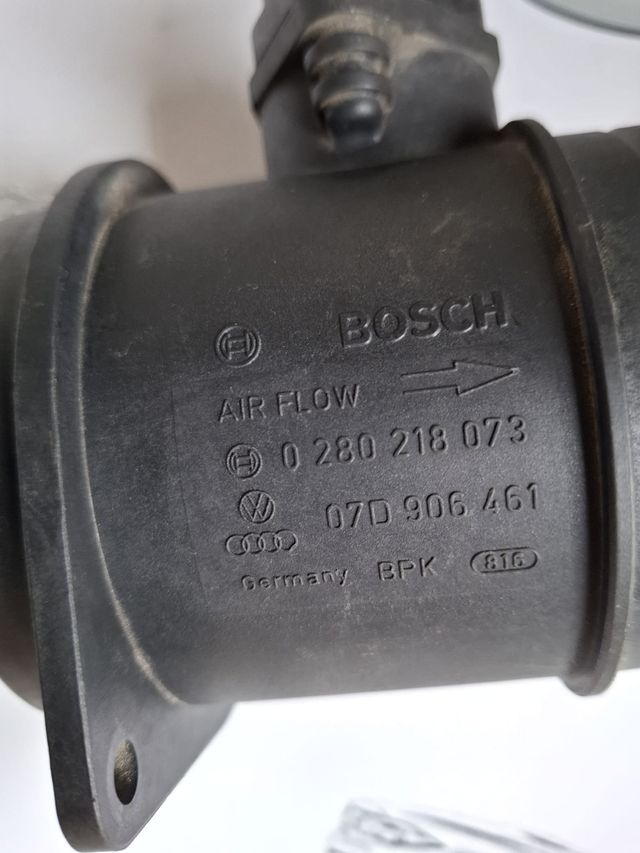 BOSCH
AIR FLOW
0 280 218 073
07D 906 461
Germany BPK 816